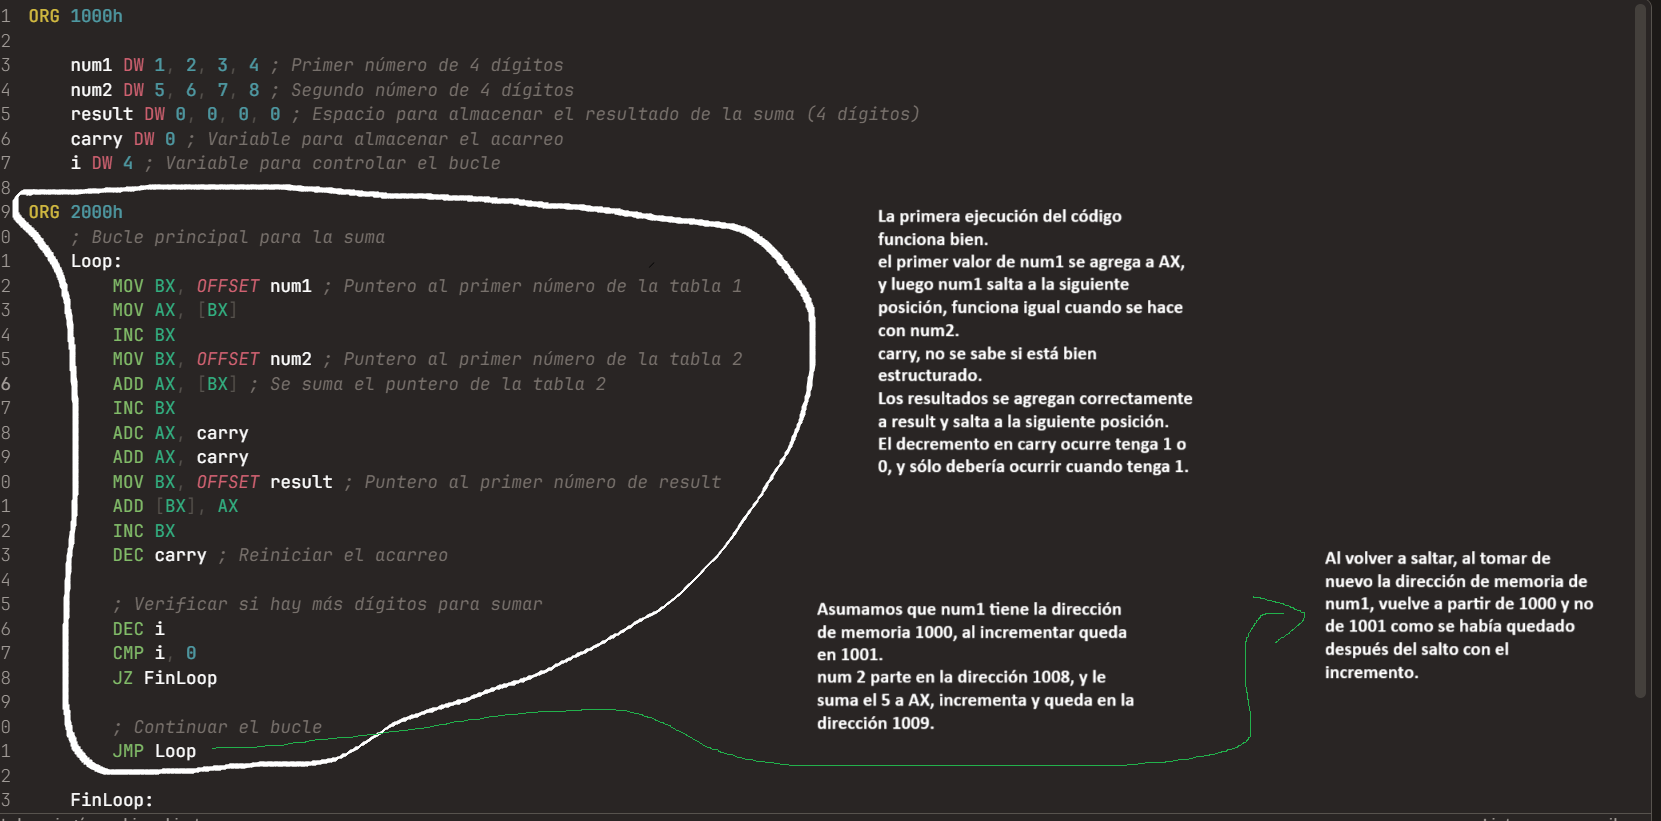 1 ORG 1000h
2
3 num1 DW 1, 2, 3, 4 ; Primer número de 4 dígitos
4 num2 DW 5, 6, 7, 8 ; Segundo número de 4 dígitos
5 result DW 0, 0, 0, 0 ; Espacio para almacenar el resultado de la suma (4 dígitos)
6 carry DW 0 ; Variable para almacenar el acarreo
7 i DW 4 ; Variable para controlar el bucle
8
9 ORG 2000h
0 ; Bucle principal para la suma
1 Loop:
2 MOV BX, OFFSET num1 ; Puntero al primer número de la tabla 1
3 MOV AX, [BX]
4 INC BX
5 MOV BX, OFFSET num2 ; Puntero al primer número de la tabla 2
6 ADD AX, [BX] ; Se suma el puntero de la tabla 2
7 INC BX
8 ADC AX, carry
9 ADD AX, carry
0 MOV BX, OFFSET result ; Puntero al primer número de result
1 ADD [BX], AX
2 INC BX
3 DEC carry ; Reiniciar el acarreo
4
5 ; Verificar si hay más dígitos para sumar
6 DEC i
7 CMP i, 0
8 JZ FinLoop
9
0 ; Continuar el bucle
1 JMP Loop
2
3 FinLoop:
La primera ejecución del código
funciona bien.
el primer valor de num1 se agrega a AX,
y luego num1 salta a la siguiente
posición, funciona igual cuando se hace
con num2.
carry, no se sabe si está bien
estructurado.
Los resultados se agregan correctamente
a result y salta a la siguiente posición.
El decremento en carry ocurre tenga 1 o
0, y sólo debería ocurrir cuando tenga 1.
Asumamos que num1 tiene la dirección
de memoria 1000, al incrementar queda
en 1001.
num 2 parte en la dirección 1008, y le
suma el 5 a AX, incrementa y queda en la
dirección 1009.
Al volver a saltar, al tomar de
nuevo la dirección de memoria de
num1, vuelve a partir de 1000 y no
de 1001 como se había quedado
después del salto con el
incremento.